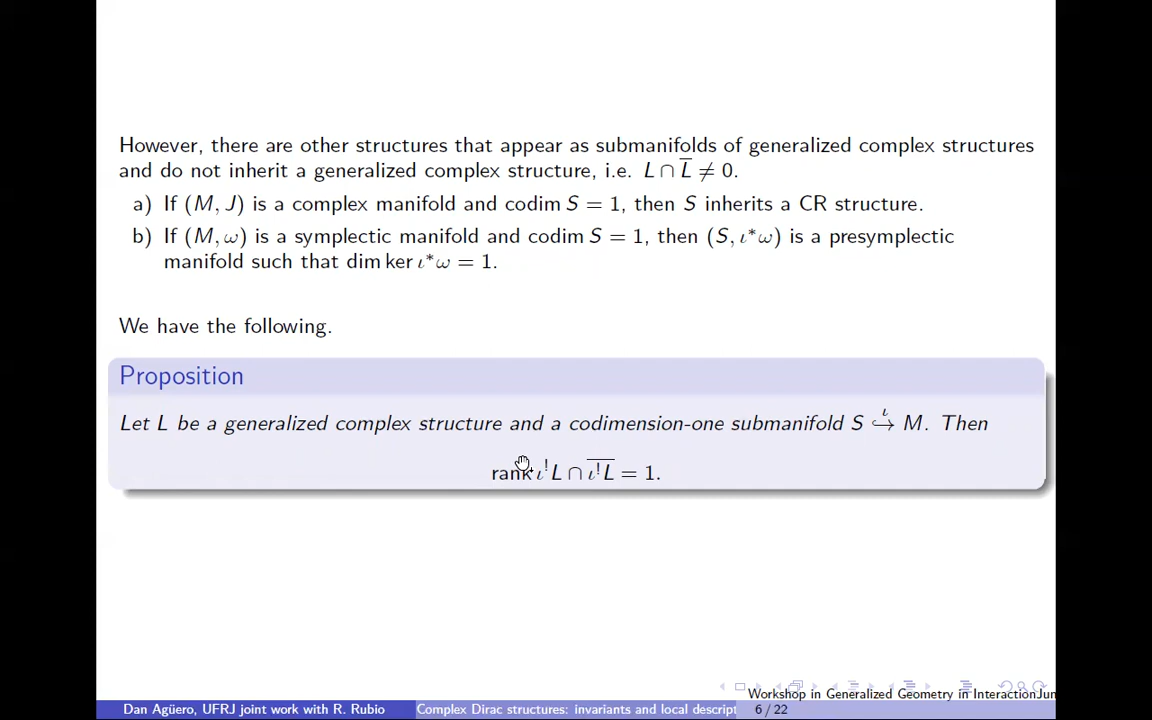 However, there are other structures that appear as submanifolds of generalized complex structures
and do not inherit a generalized complex structure, i.e. L ∩ L̅ ≠ 0.
a) If (M, J) is a complex manifold and codim S = 1, then S inherits a CR structure.
b) If (M, ω) is a symplectic manifold and codim S = 1, then (S, ι*ω) is a presymplectic
manifold such that dim ker ι*ω = 1.
We have the following.
Proposition
Let L be a generalized complex structure and a codimension-one submanifold S ↪^ι M. Then
rank ι^!L ∩ \overline{ι^!L} = 1.
Workshop in Generalized Geometry in InteractionJun
Dan Agüero, UFRJ joint work with R. Rubio
Complex Dirac structures: invariants and local descript
6 / 22